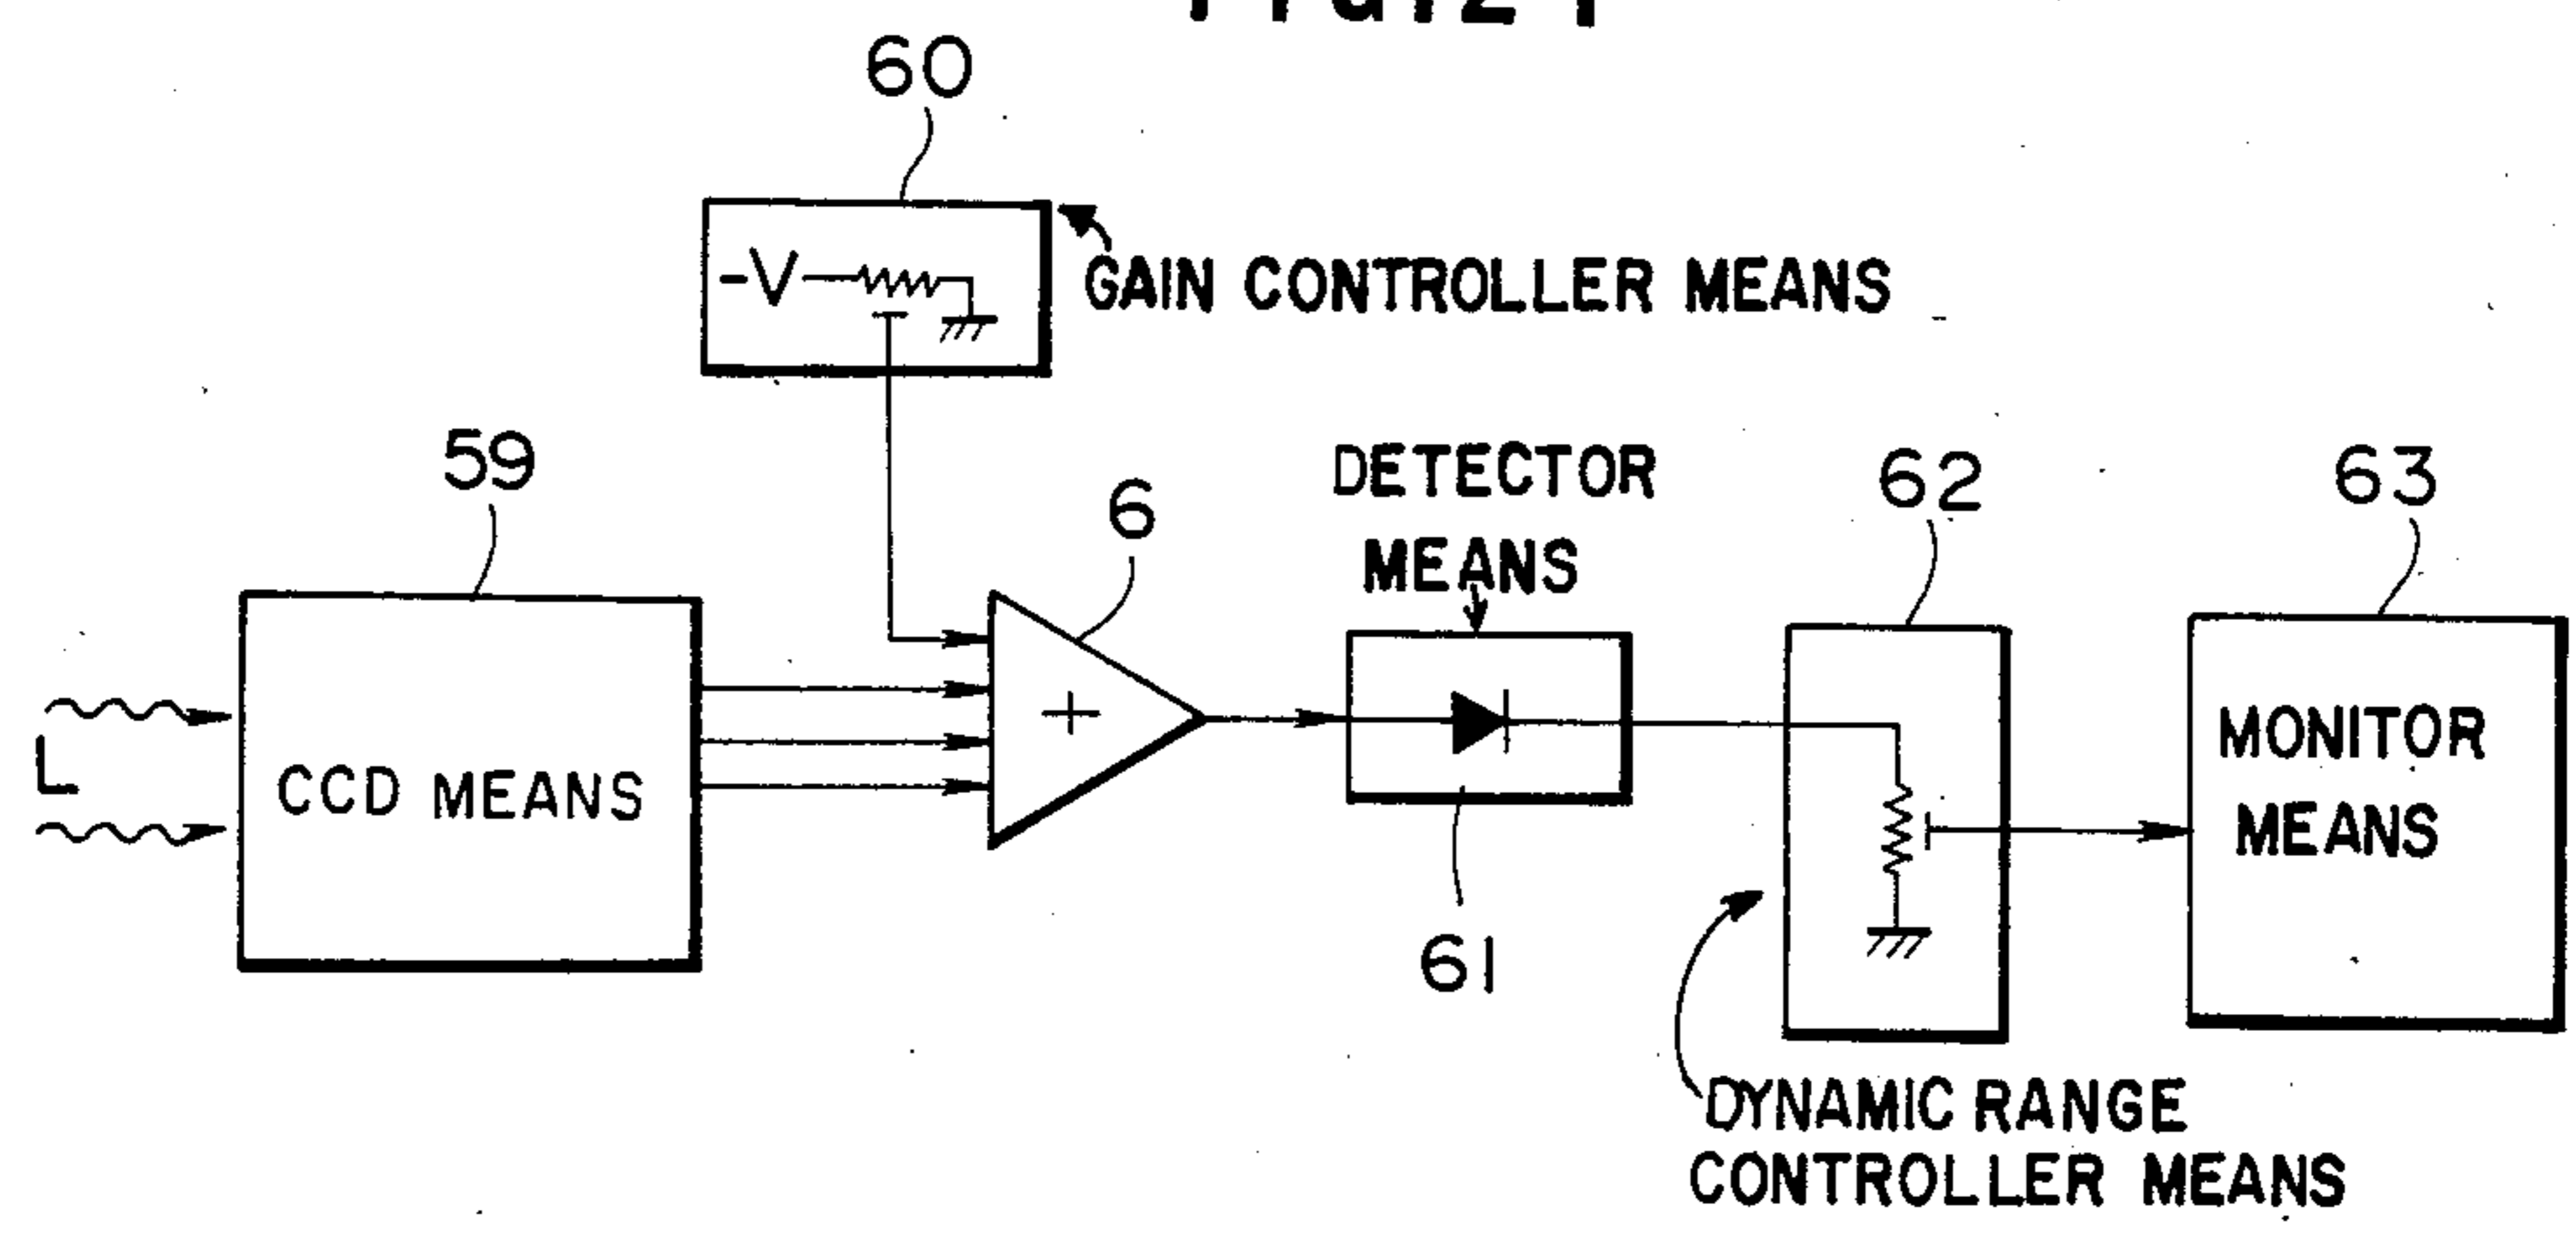 60
-V
GAIN CONTROLLER MEANS
59
6
DETECTOR
MEANS
62
63
L
CCD MEANS
+
MONITOR
MEANS
61
DYNAMIC RANGE
CONTROLLER MEANS